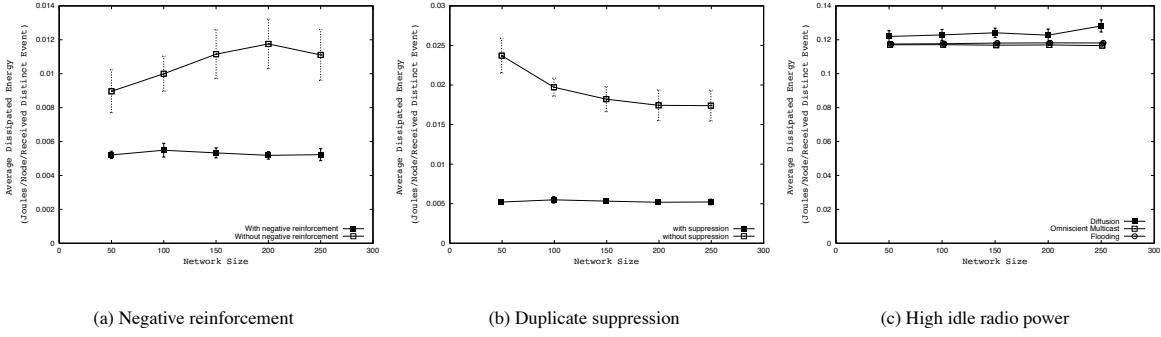 Average Dissipated Energy
(Joules/Node/Received Distinct Event)
0.014
0.012
0.01
0.008
0.006
0.004
0.002
0
0
50
100
150
200
250
300
Network Size
With negative reinforcement
Without negative reinforcement
(a) Negative reinforcement
Average Dissipated Energy
(Joules/Node/Received Distinct Event)
0.03
0.025
0.02
0.015
0.01
0.005
0
0
50
100
150
200
250
300
Network Size
with suppression
without suppression
(b) Duplicate suppression
Average Dissipated Energy
(Joules/Node/Received Distinct Event)
0.14
0.12
0.1
0.08
0.06
0.04
0.02
0
0
50
100
150
200
250
300
Network Size
Diffusion
Omniscient Multicast
Flooding
(c) High idle radio power